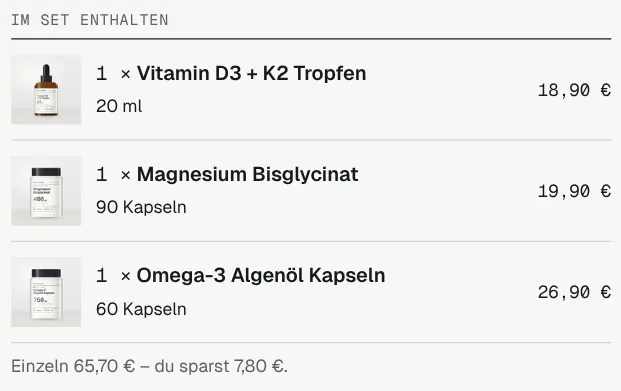 IM SET ENTHALTEN
1 × Vitamin D3 + K2 Tropfen
18,90 €
20 ml
1 × Magnesium Bisglycinat
19,90 €
90 Kapseln
1 × Omega-3 Algenöl Kapseln
26,90 €
60 Kapseln
Einzeln 65,70 € – du sparst 7,80 €.